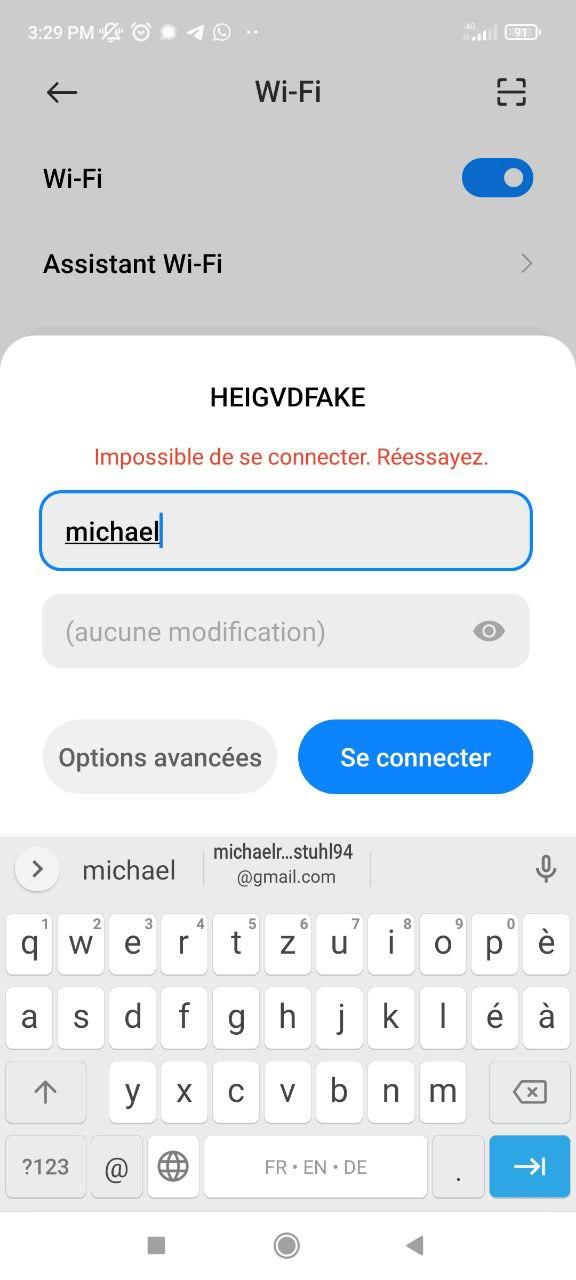 3:29 PM 4G 91
Wi-Fi
Wi-Fi
Assistant Wi-Fi
HEIGVDFAKE
Impossible de se connecter. Réessayez.
michael
(aucune modification)
Options avancées Se connecter
michael michaelr...stuhl94
@gmail.com
1 2 3 4 5 6 7 8 9 0
q w e r t z u i o p è
a s d f g h j k l é à
y x c v b n m
?123 @ FR • EN • DE .